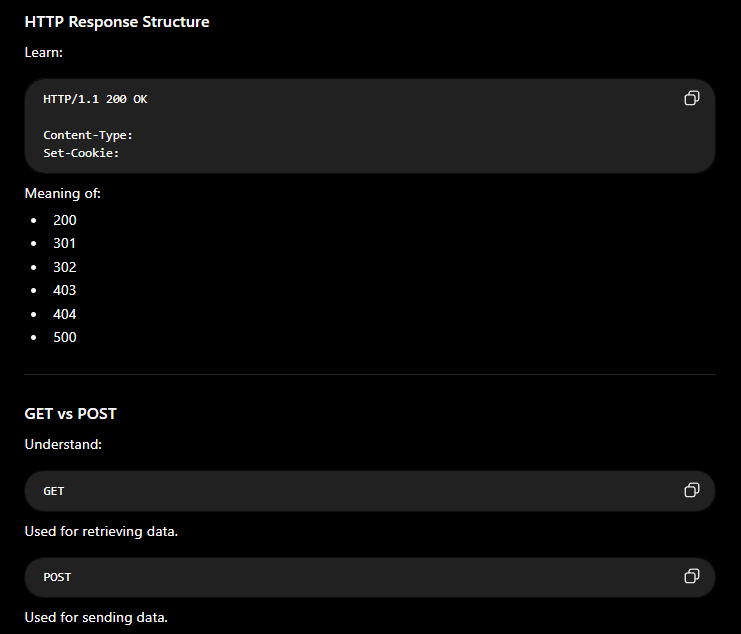 HTTP Response Structure
Learn:
HTTP/1.1 200 OK
Content-Type:
Set-Cookie:
Meaning of:
200
301
302
403
404
500
GET vs POST
Understand:
GET
Used for retrieving data.
POST
Used for sending data.